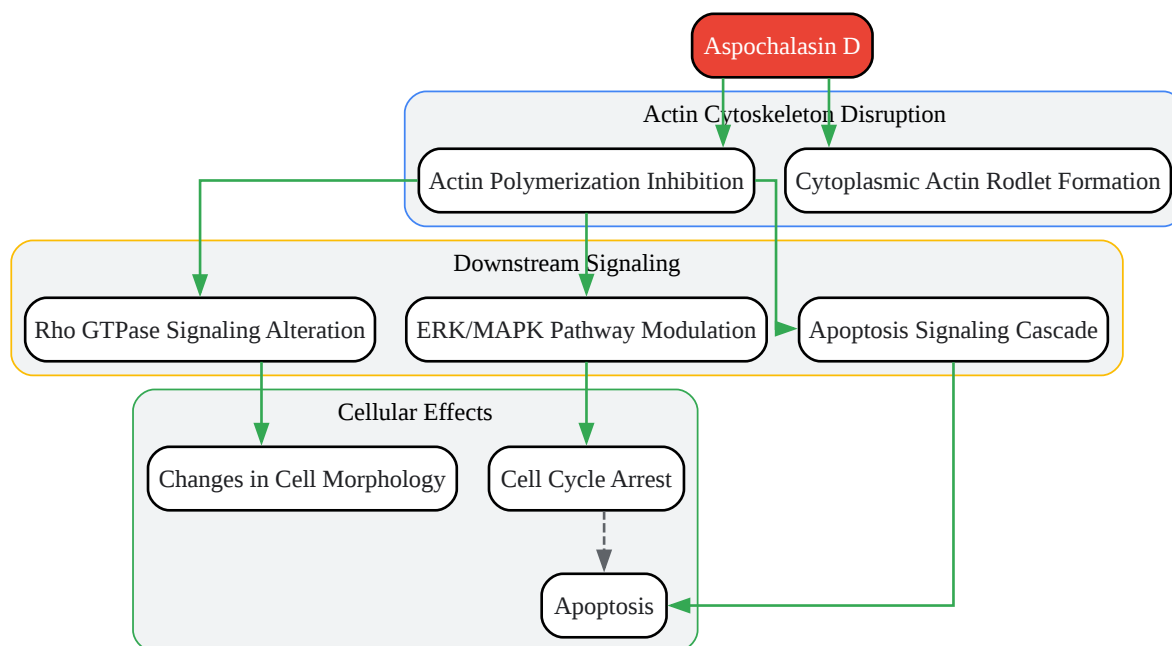 Aspochalasin D
Actin Cytoskeleton Disruption
Actin Polymerization Inhibition
Cytoplasmic Actin Rodlet Formation
Downstream Signaling
Rho GTPase Signaling Alteration
ERK/MAPK Pathway Modulation
Apoptosis Signaling Cascade
Cellular Effects
Changes in Cell Morphology
Cell Cycle Arrest
Apoptosis